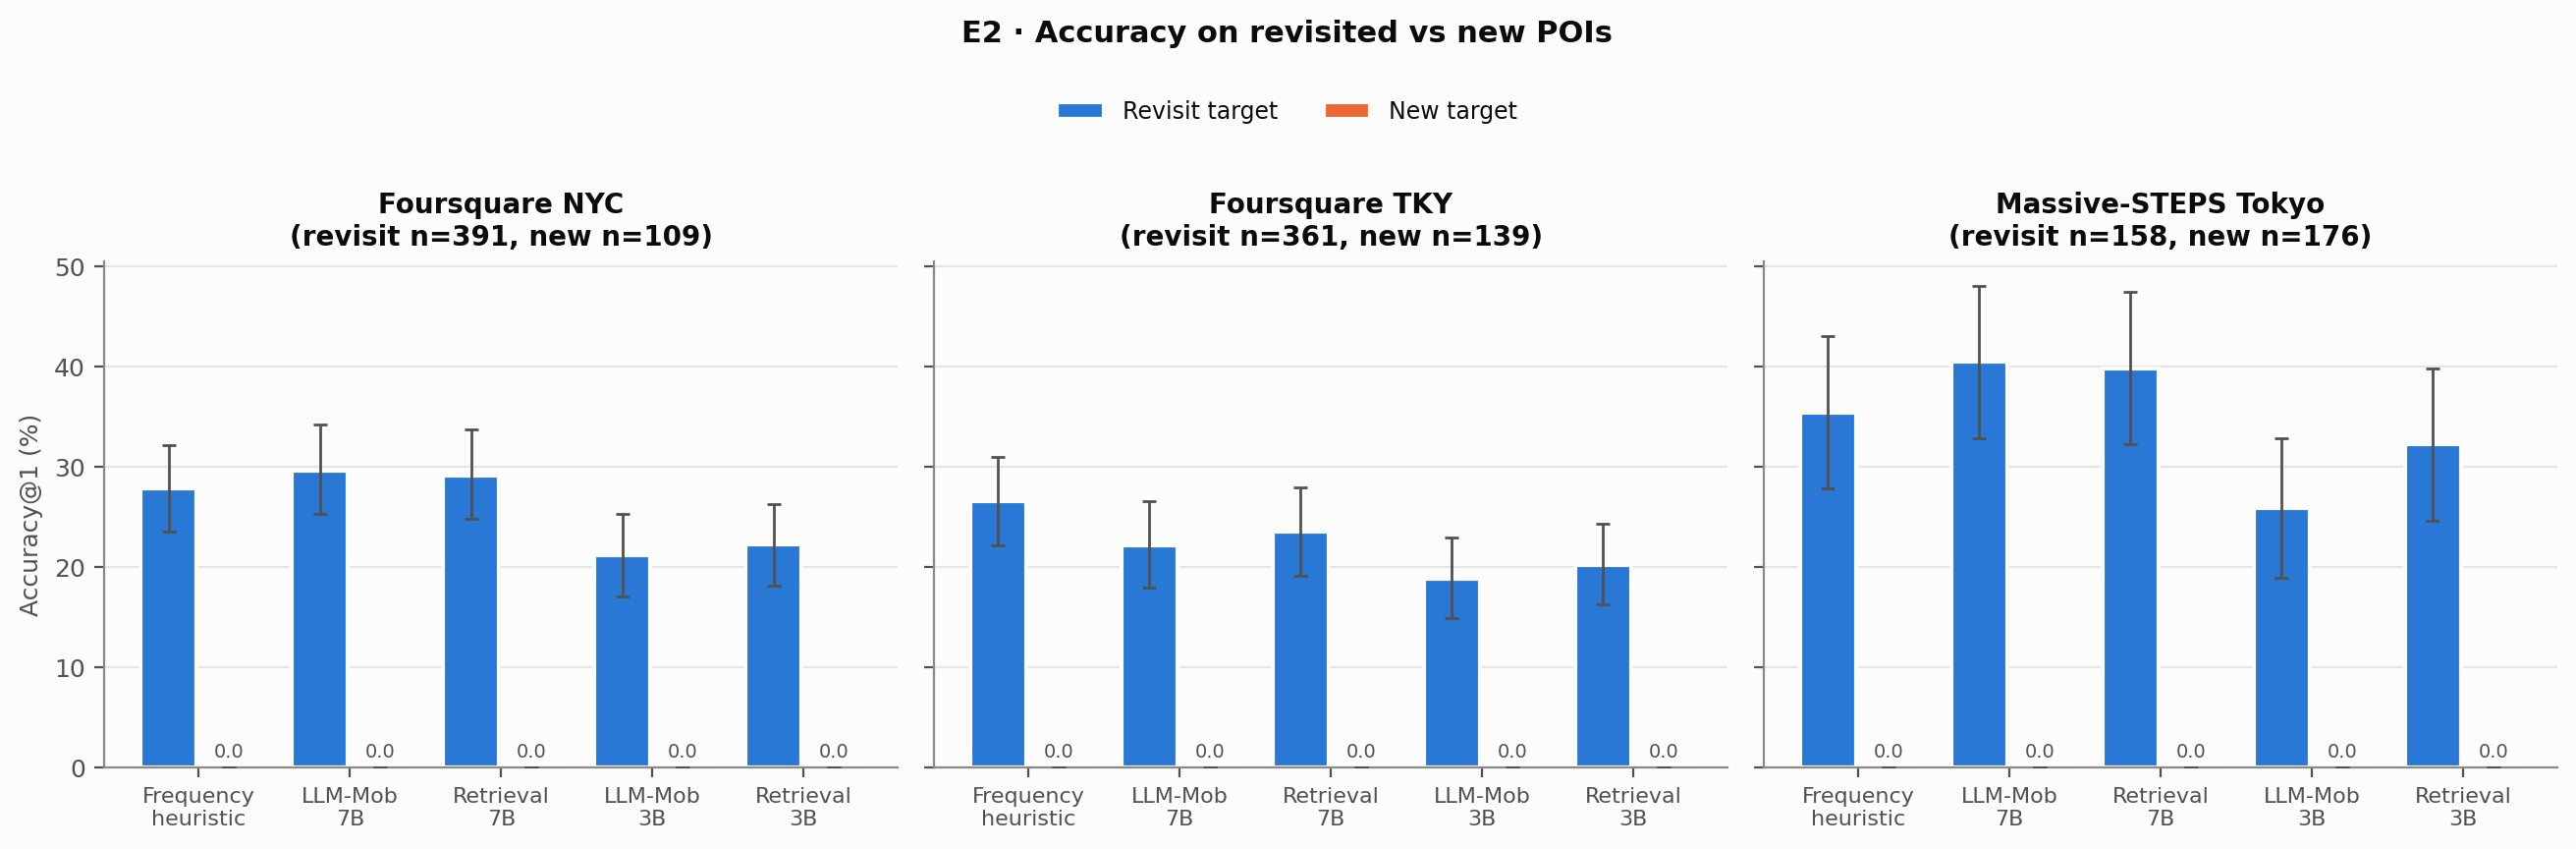 E2 · Accuracy on revisited vs new POIs
Revisit target
New target
Foursquare NYC
(revisit n=391, new n=109)
Foursquare TKY
(revisit n=361, new n=139)
Massive-STEPS Tokyo
(revisit n=158, new n=176)
Accuracy@1 (%)
50
40
30
20
10
0
0.0 0.0 0.0 0.0 0.0
0.0 0.0 0.0 0.0 0.0
0.0 0.0 0.0 0.0 0.0
Frequency
heuristic
LLM-Mob
7B
Retrieval
7B
LLM-Mob
3B
Retrieval
3B
Frequency
heuristic
LLM-Mob
7B
Retrieval
7B
LLM-Mob
3B
Retrieval
3B
Frequency
heuristic
LLM-Mob
7B
Retrieval
7B
LLM-Mob
3B
Retrieval
3B